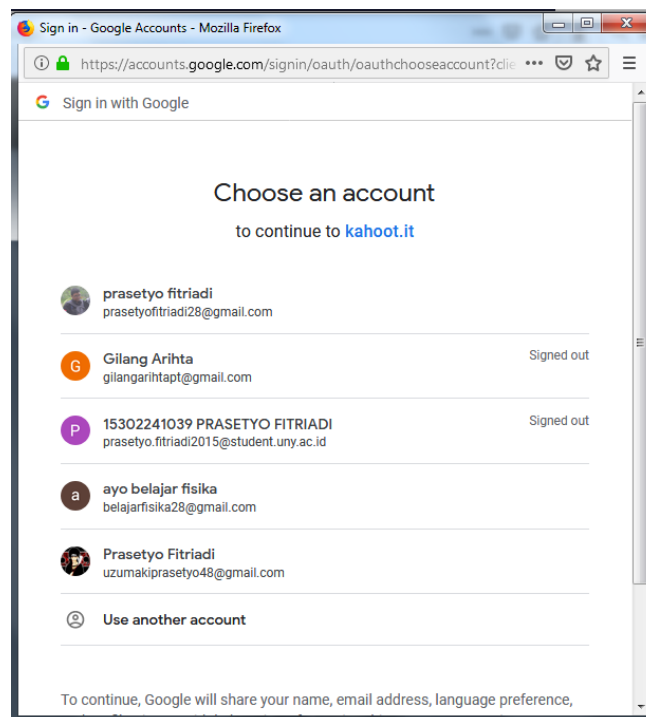 Sign in - Google Accounts - Mozilla Firefox
https://accounts.google.com/signin/oauth/oauthchooseaccount?clie
G Sign in with Google
Choose an account
to continue to kahoot.it
prasetyo fitriadi
prasetyofitriadi28@gmail.com
G Gilang Arihta Signed out
gilangarihtapt@gmail.com
P 15302241039 PRASETYO FITRIADI Signed out
prasetyo.fitriadi2015@student.uny.ac.id
a ayo belajar fisika
belajarfisika28@gmail.com
Prasetyo Fitriadi
uzumakiprasetyo48@gmail.com
Use another account
To continue, Google will share your name, email address, language preference,